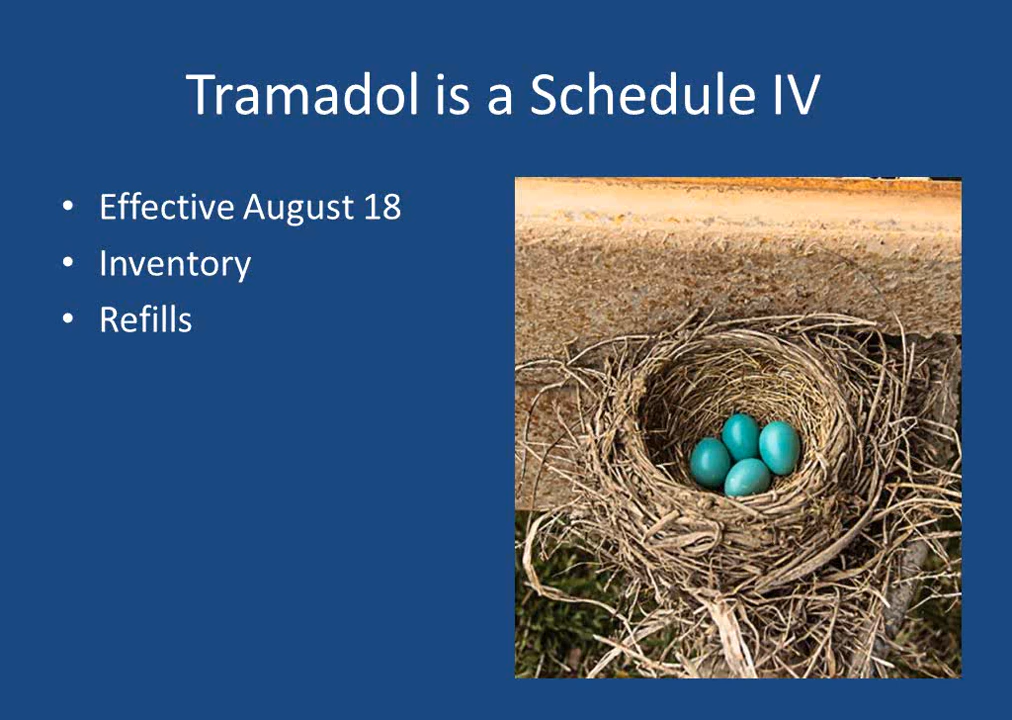 Tramadol is a Schedule IV
• Effective August 18
• Inventory
• Refills